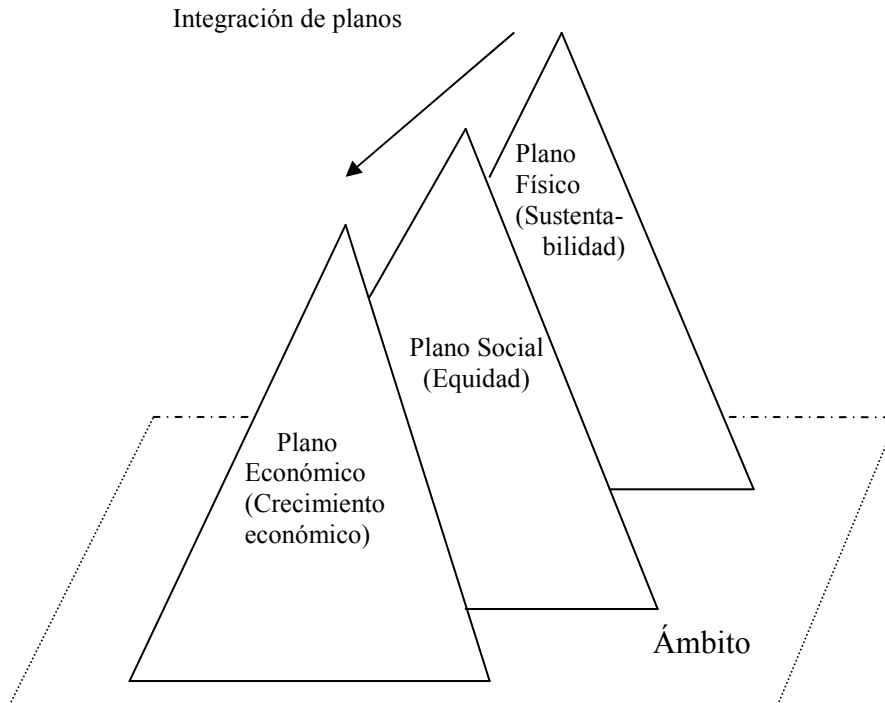 Integración de planos
Plano
Físico
(Sustenta-
bilidad)
Plano Social
(Equidad)
Plano
Económico
(Crecimiento
económico)
Ámbito